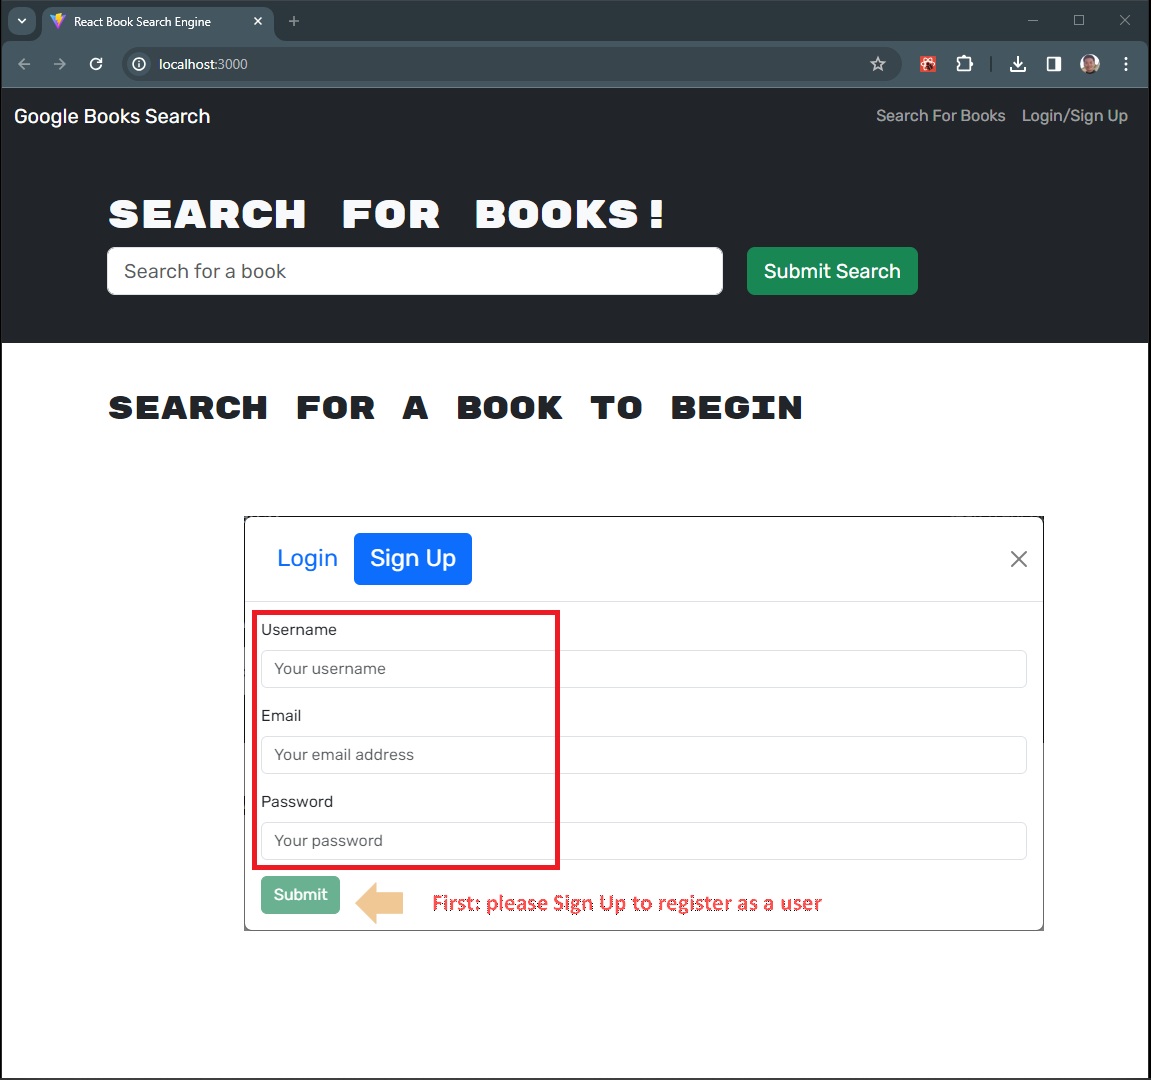 React Book Search Engine
localhost:3000
Google Books Search
Search For Books
Login/Sign Up
SEARCH FOR BOOKS!
Search for a book
Submit Search
SEARCH FOR A BOOK TO BEGIN
Login
Sign Up
Username
Your username
Email
Your email address
Password
Your password
Submit
First: please Sign Up to register as a user